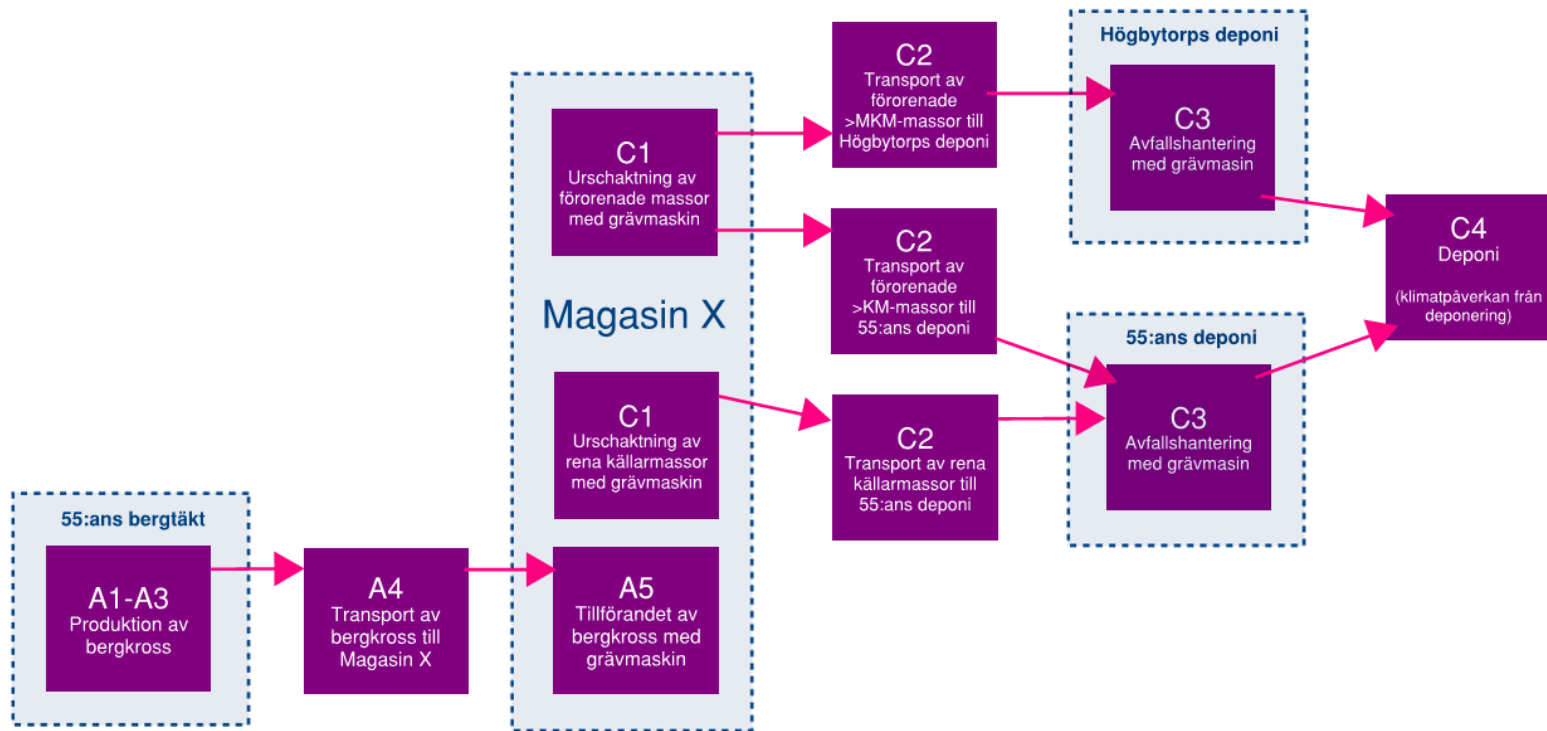 Högbytorps deponi
C2
Transport av
förorenade
>MKM-massor till
Högbytorps deponi
C3
Avfallshantering
med grävmasin
C1
Urschaktning av
förorenade massor
med grävmaskin
C2
Transport av
förorenade
>KM-massor till
55:ans deponi
C4
Deponi
(klimatpåverkan från
deponering)
Magasin X
55:ans deponi
C3
Avfallshantering
med grävmasin
C1
Urschaktning av
rena källarmassor
med grävmaskin
C2
Transport av rena
källarmassor till
55:ans deponi
55:ans bergtäkt
A1-A3
Produktion av
bergkross
A4
Transport av
bergkross till
Magasin X
A5
Tillförandet av
bergkross med
grävmaskin